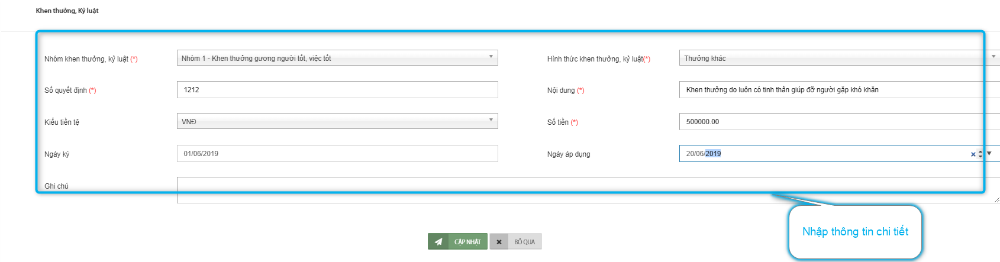 Khen thưởng, Kỷ luật
Nhóm khen thưởng, kỷ luật (*)
Nhóm 1 - Khen thưởng gương người tốt, việc tốt
Hình thức khen thưởng, kỷ luật(*)
Thưởng khác
Số quyết định (*)
1212
Nội dung (*)
Khen thưởng do luôn có tinh thần giúp đỡ người gặp khó khăn
Kiểu tiền tệ
VNĐ
Số tiền (*)
500000.00
Ngày ký
01/06/2019
Ngày áp dụng
20/06/2019
Ghi chú
Nhập thông tin chi tiết
CẬP NHẬT
BỎ QUA